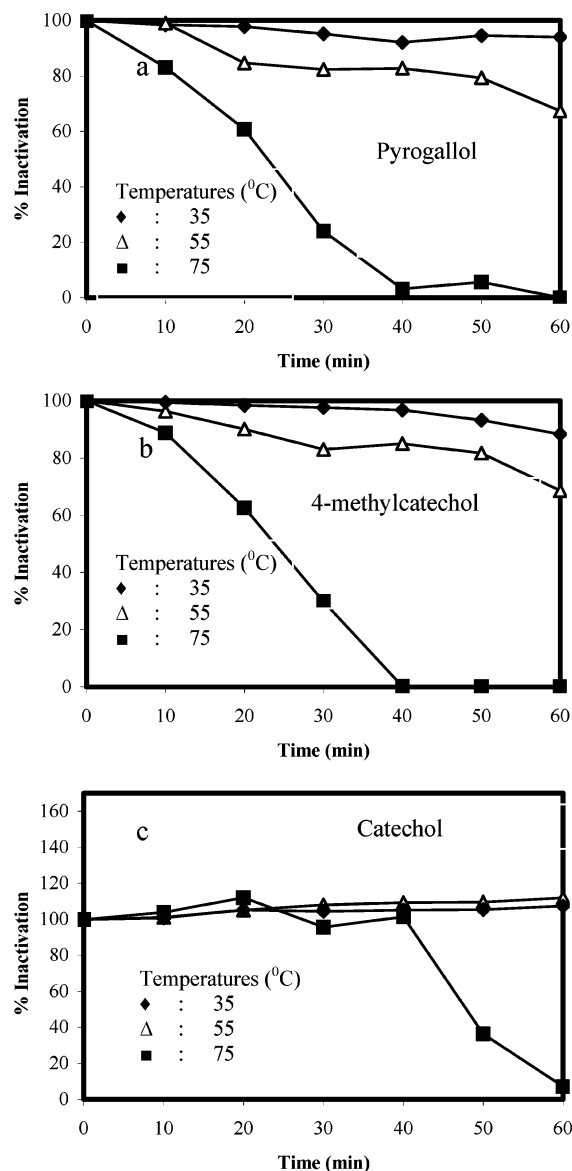 100
80
60
40
20
0
% Inactivation
a
Pyrogallol
Temperatures (⁰C)
◆ : 35
△ : 55
■ : 75
0 10 20 30 40 50 60
Time (min)
100
80
60
40
20
0
% Inactivation
b
4-methylcatechol
Temperatures (⁰C)
◆ : 35
△ : 55
■ : 75
0 10 20 30 40 50 60
Time (min)
160
140
120
100
80
60
40
20
0
% Inactivation
c
Catechol
Temperatures (⁰C)
◆ : 35
△ : 55
■ : 75
0 10 20 30 40 50 60
Time (min)